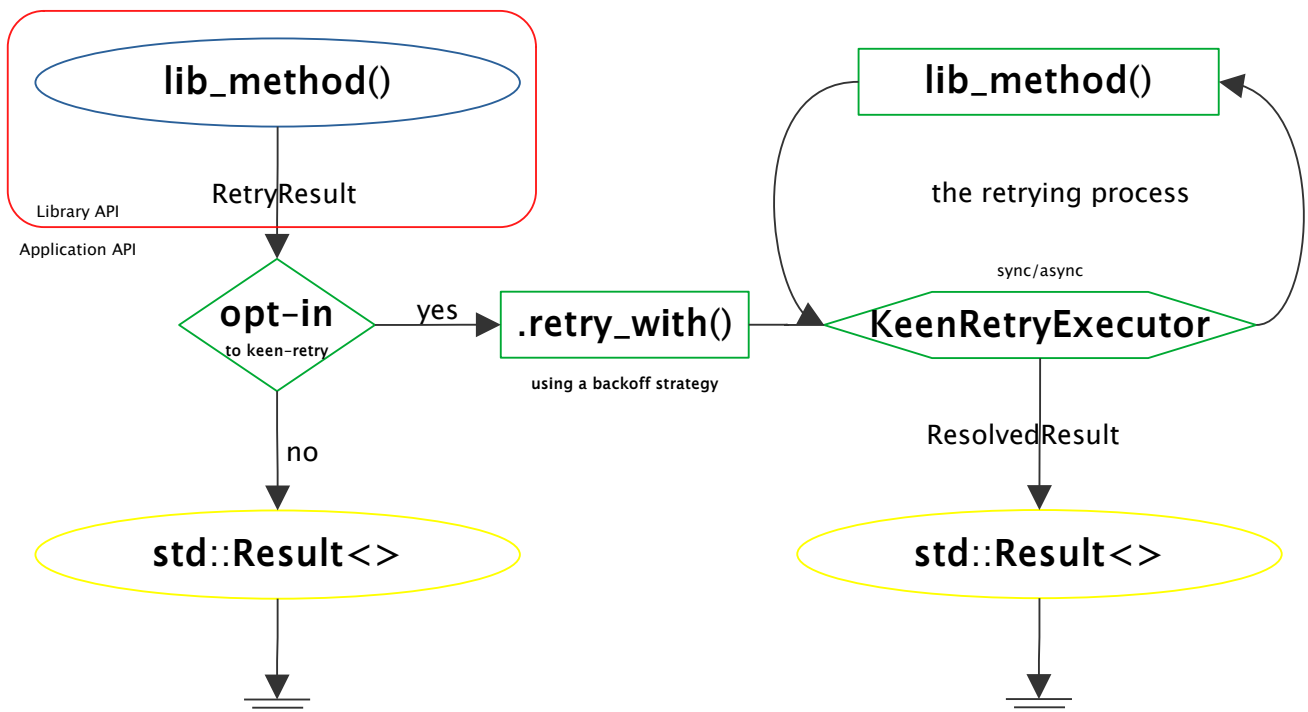 lib_method()
RetryResult
Library API
Application API
opt-in
to keen-retry
yes
.retry_with()
using a backoff strategy
no
std::Result<>
lib_method()
the retrying process
sync/async
KeenRetryExecutor
ResolvedResult
std::Result<>